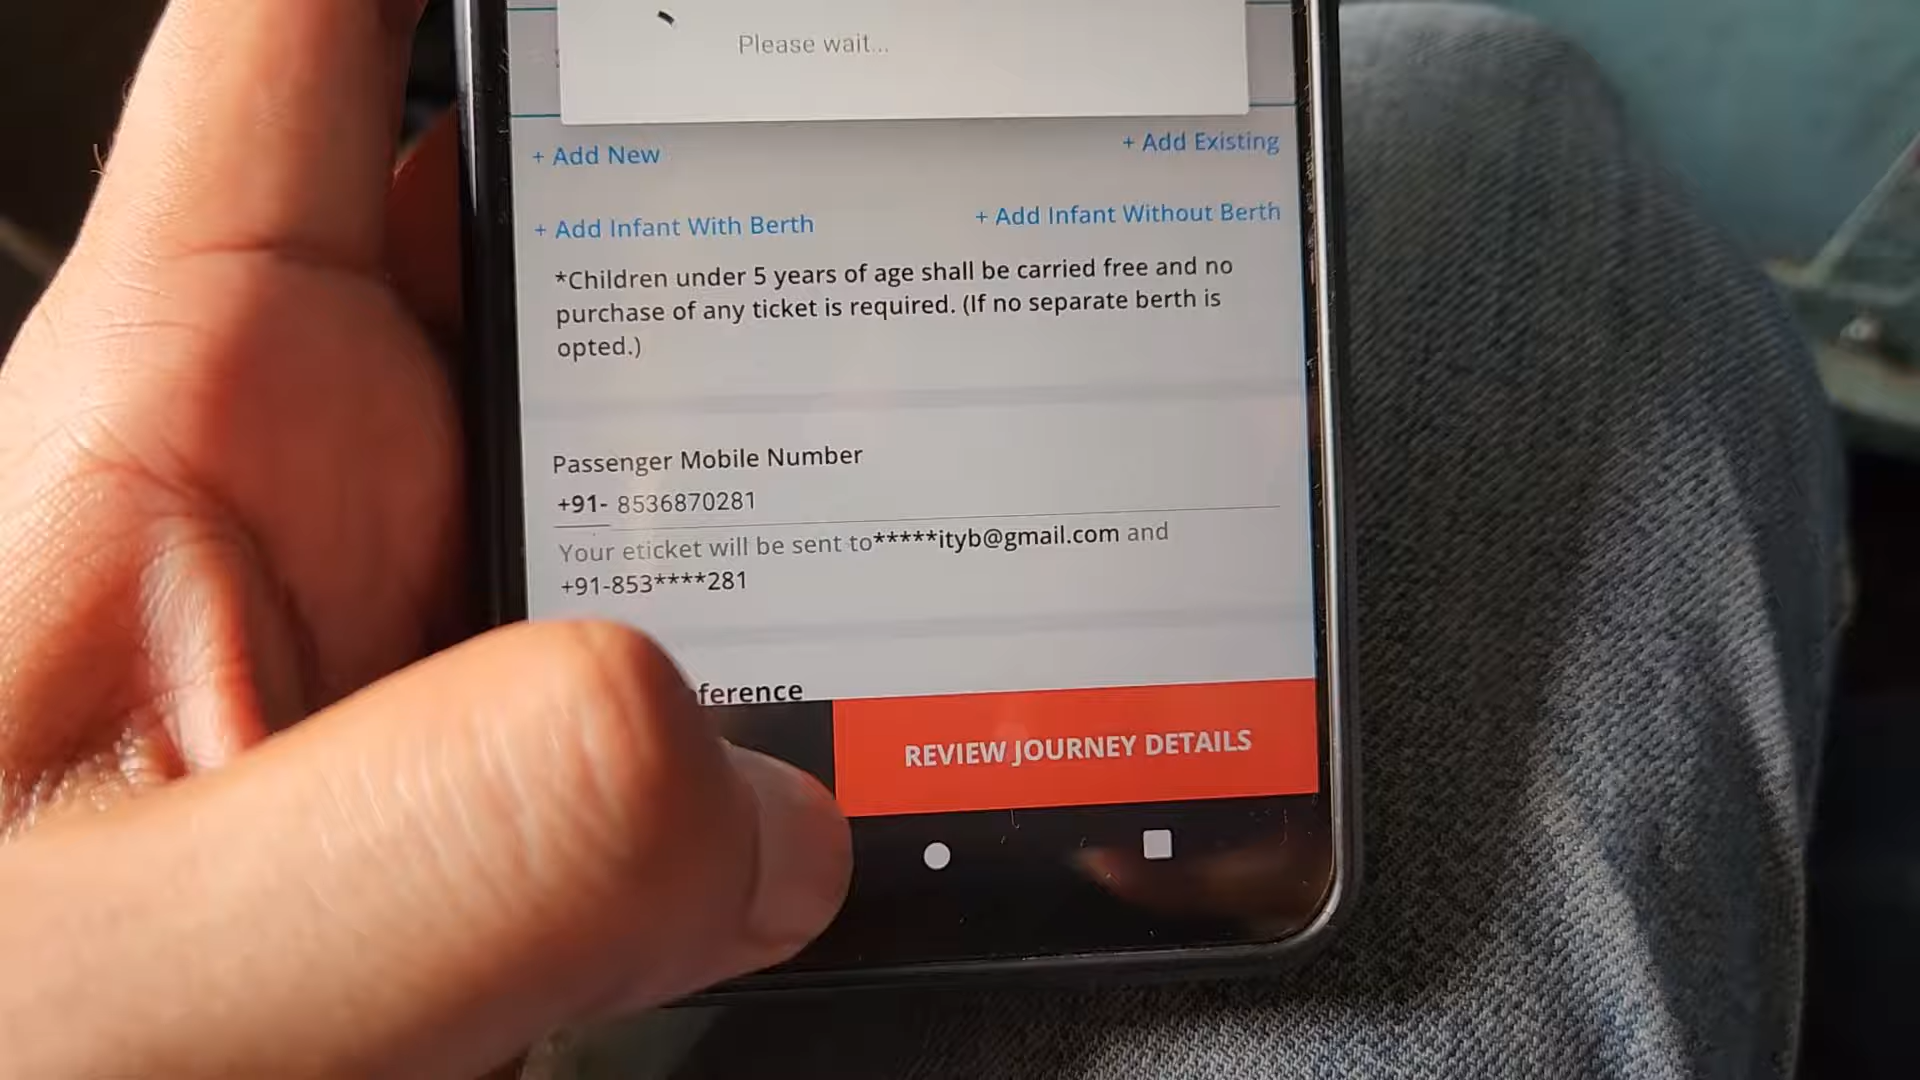 Please wait...
+ Add New
+ Add Existing
+ Add Infant With Berth
+ Add Infant Without Berth
*Children under 5 years of age shall be carried free and no
purchase of any ticket is required. (If no separate berth is
opted.)
Passenger Mobile Number
+91- 8536870281
Your eticket will be sent to*****ityb@gmail.com and
+91-853****281
ference
REVIEW JOURNEY DETAILS